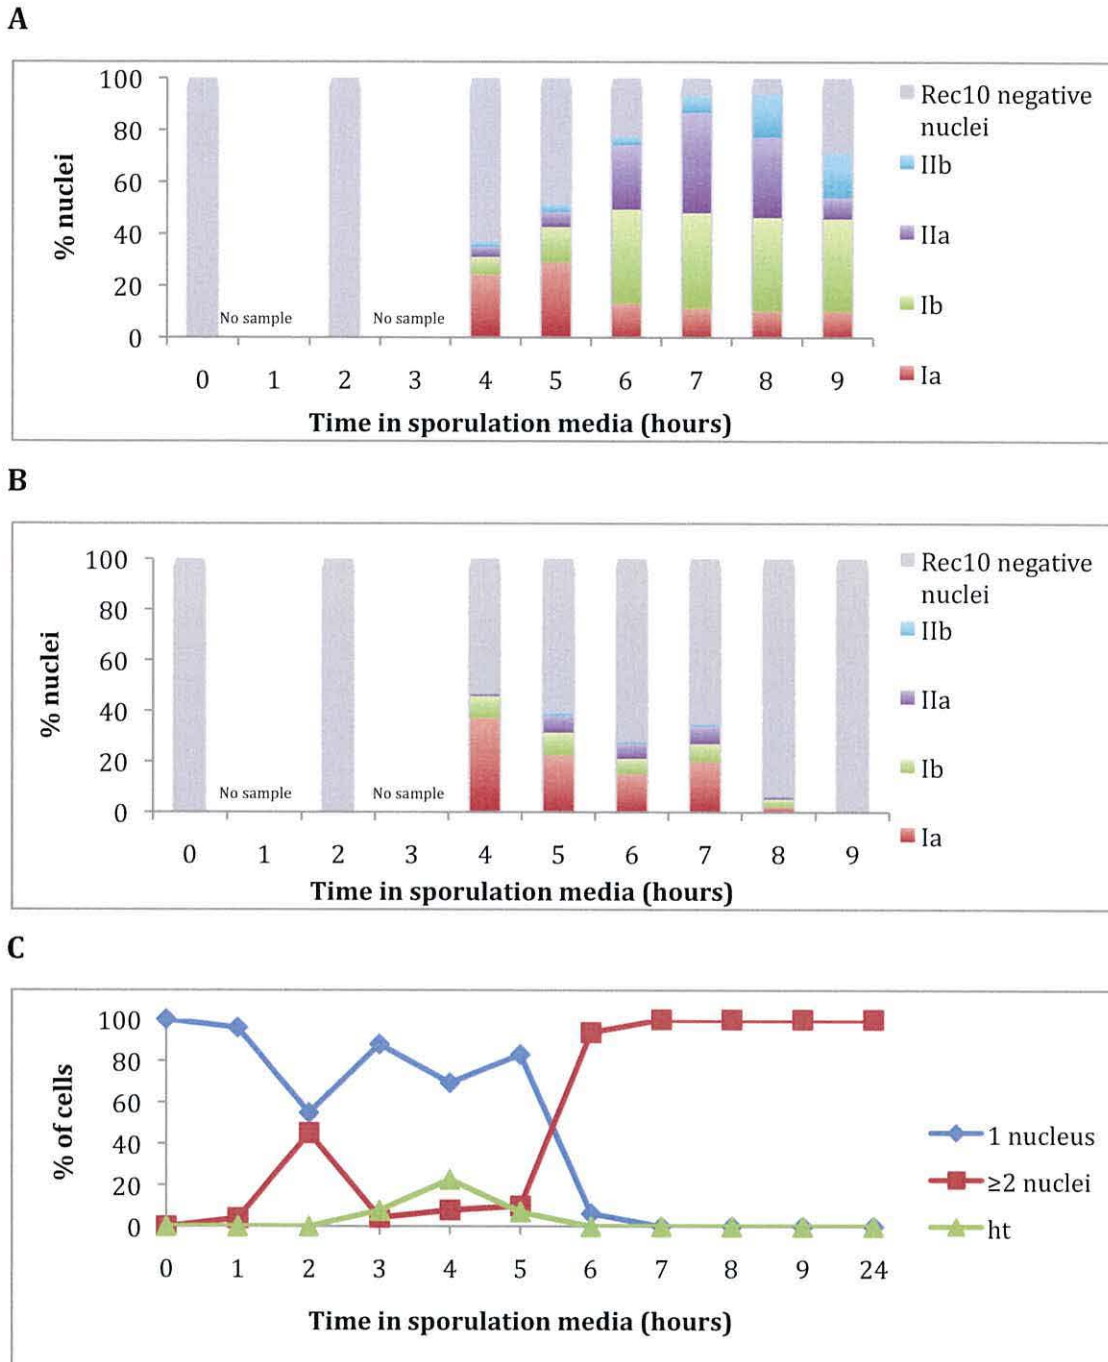 A
100
80
60
40
20
0
% nuclei
No sample
No sample
0 1 2 3 4 5 6 7 8 9
Time in sporulation media (hours)
Rec10 negative
nuclei
IIb
IIa
Ib
Ia
B
100
80
60
40
20
0
% nuclei
No sample
No sample
0 1 2 3 4 5 6 7 8 9
Time in sporulation media (hours)
Rec10 negative
nuclei
IIb
IIa
Ib
Ia
C
100
80
60
40
20
0
% of cells
0 1 2 3 4 5 6 7 8 9 24
Time in sporulation media (hours)
1 nucleus
≥2 nuclei
ht